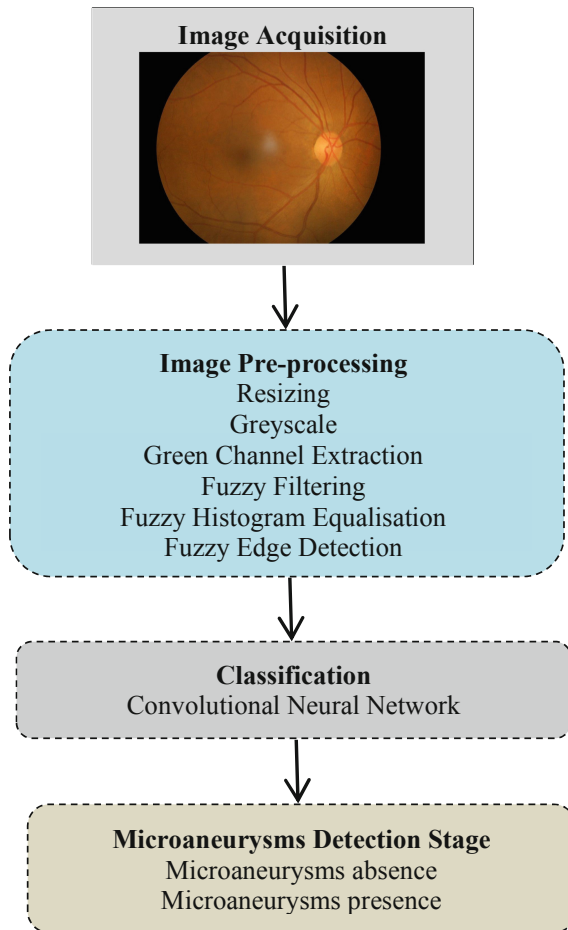 Image Acquisition
Image Pre-processing
Resizing
Greyscale
Green Channel Extraction
Fuzzy Filtering
Fuzzy Histogram Equalisation
Fuzzy Edge Detection
Classification
Convolutional Neural Network
Microaneurysms Detection Stage
Microaneurysms absence
Microaneurysms presence